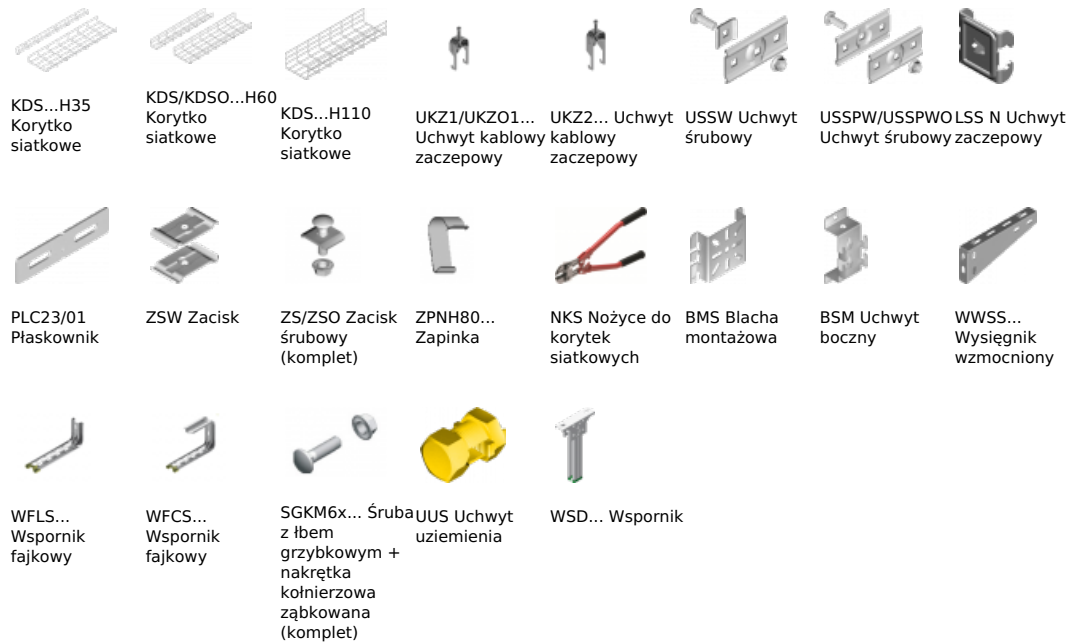 KDS...H35
Korytko
siatkowe
KDS/KDSO...H60
Korytko
siatkowe
KDS...H110
Korytko
siatkowe
UKZ1/UKZO1...
Uchwyt kablowy
zaczepowy
UKZ2... Uchwyt
kablowy
zaczepowy
USSW Uchwyt
śrubowy
USSPW/USSPWO
Uchwyt śrubowy
LSS N Uchwyt
zaczepowy
PLC23/01
Płaskownik
ZSW Zacisk
ZS/ZSO Zacisk
śrubowy
(komplet)
ZPNH80...
Zapinka
NKS Nożyce do
korytek
siatkowych
BMS Blacha
montażowa
BSM Uchwyt
boczny
WWSS...
Wysięgnik
wzmocniony
WFLS...
Wspornik
fajkowy
WFCS...
Wspornik
fajkowy
SGKM6x... Śruba
z łbem
grzybkowym +
nakrętka
kołnierzowa
ząbkowana
(komplet)
UUS Uchwyt
uziemienia
WSD... Wspornik